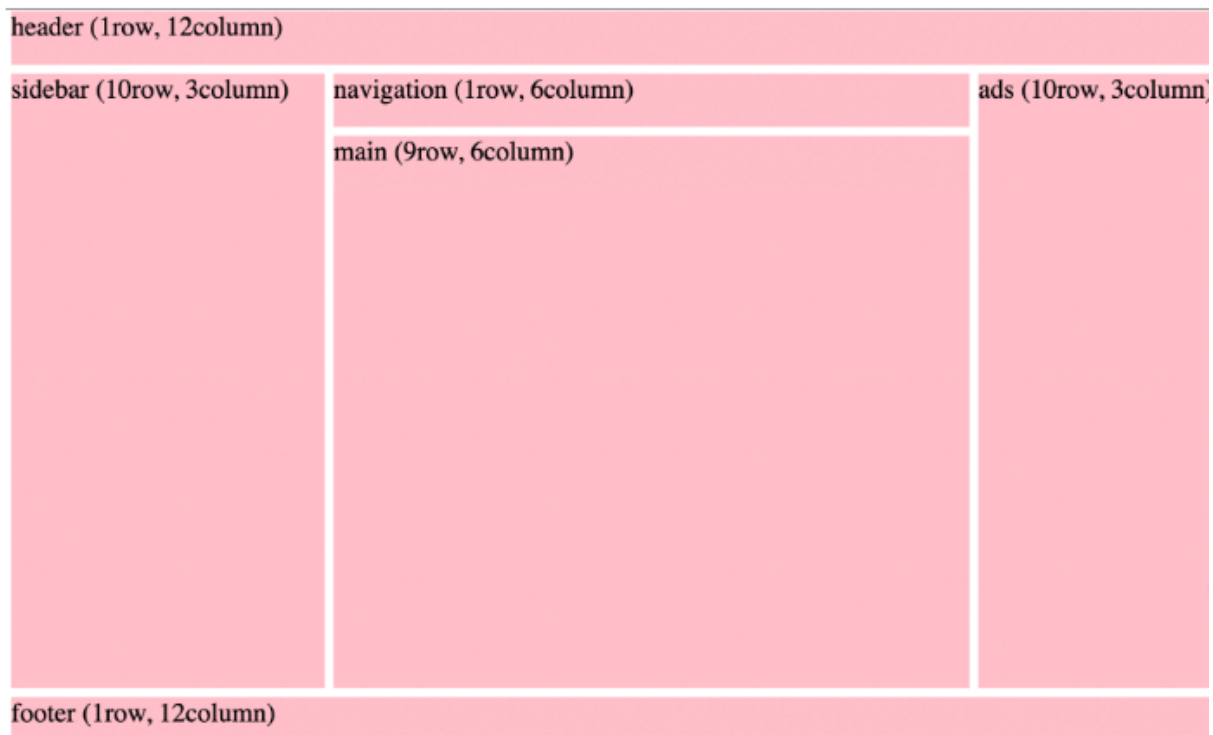 header (1row, 12column)
sidebar (10row, 3column)
navigation (1row, 6column)
ads (10row, 3column)
main (9row, 6column)
footer (1row, 12column)